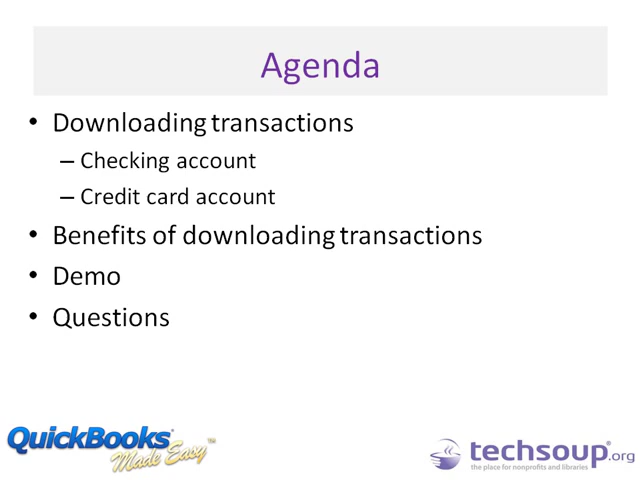 Agenda
• Downloading transactions
– Checking account
– Credit card account
• Benefits of downloading transactions
• Demo
• Questions
QuickBooks®
Made Easy™
techsoup®.org
the place for nonprofits and libraries